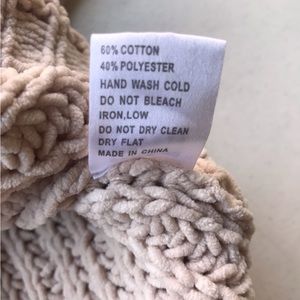 60% COTTON
40% POLYESTER
HAND WASH COLD
DO NOT BLEACH
IRON,LOW
DO NOT DRY CLEAN
DRY FLAT
MADE IN CHINA